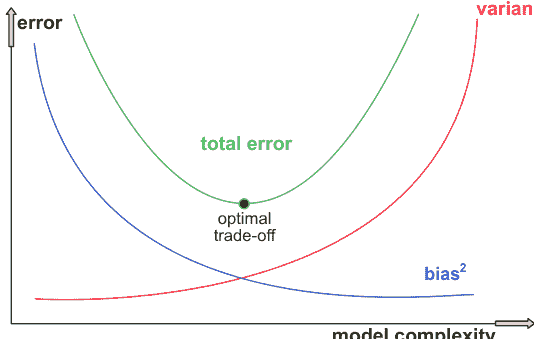 error
varian
total error
optimal
trade-off
bias²
model complexity